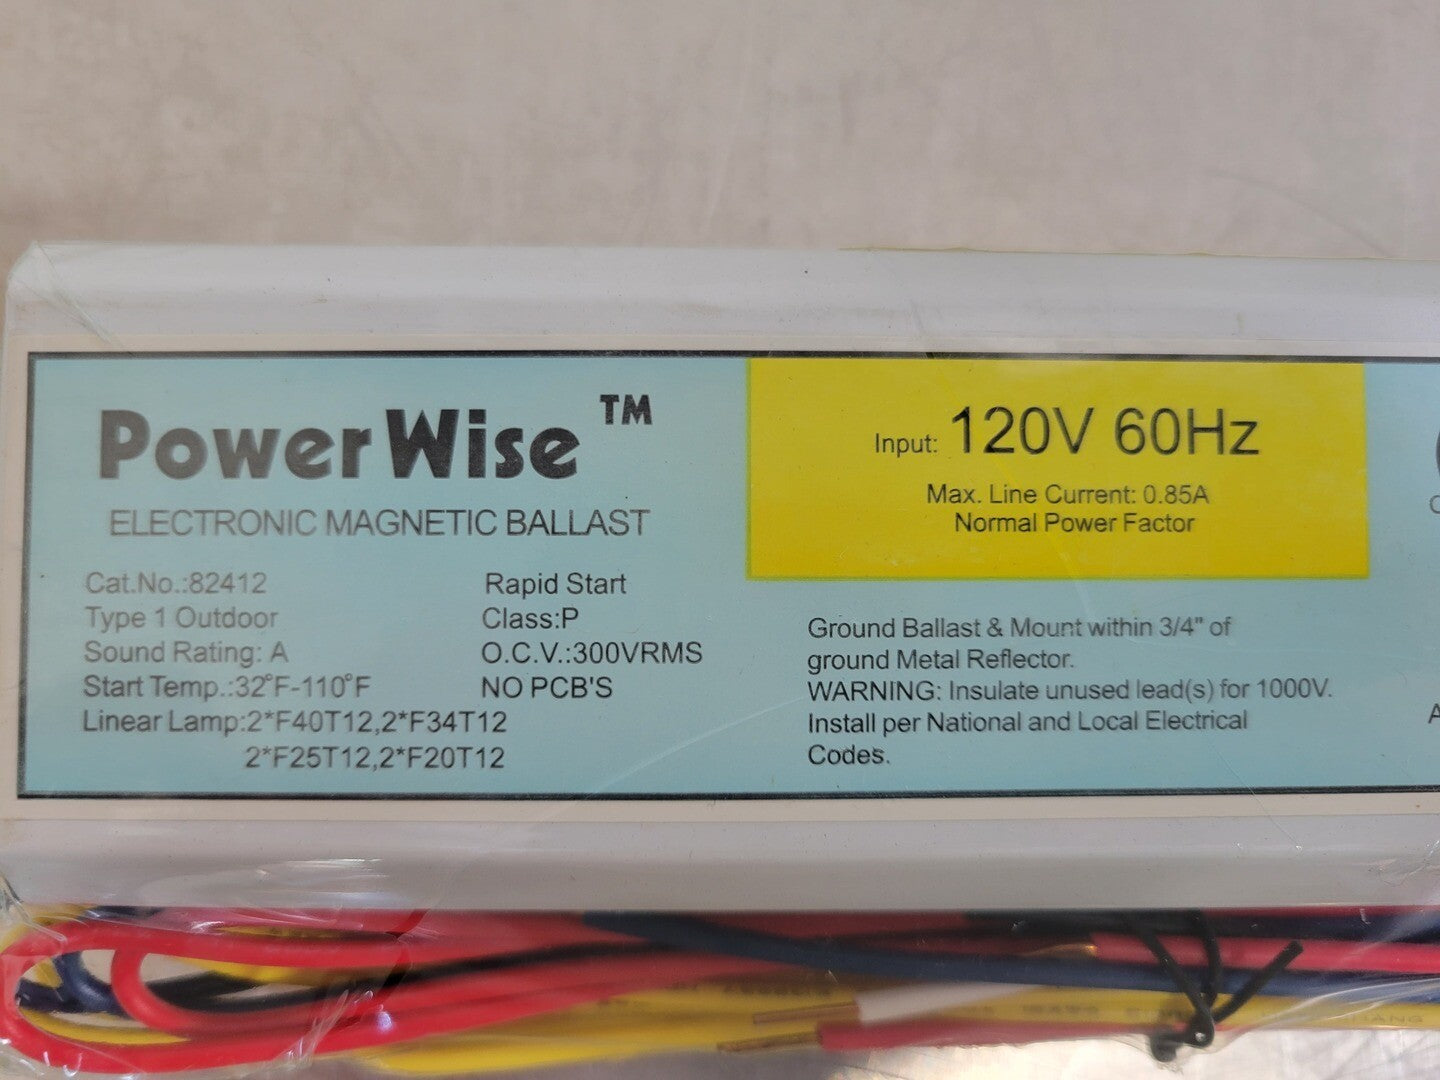 PowerWise™
ELECTRONIC MAGNETIC BALLAST
Cat.No.:82412
Type 1 Outdoor
Sound Rating: A
Start Temp.:32°F-110°F
Linear Lamp:2*F40T12,2*F34T12
2*F25T12,2*F20T12
Rapid Start
Class:P
O.C.V.:300VRMS
NO PCB'S
Input: 120V 60Hz
Max. Line Current: 0.85A
Normal Power Factor
Ground Ballast & Mount within 3/4" of
ground Metal Reflector.
WARNING: Insulate unused lead(s) for 1000V.
Install per National and Local Electrical
Codes.